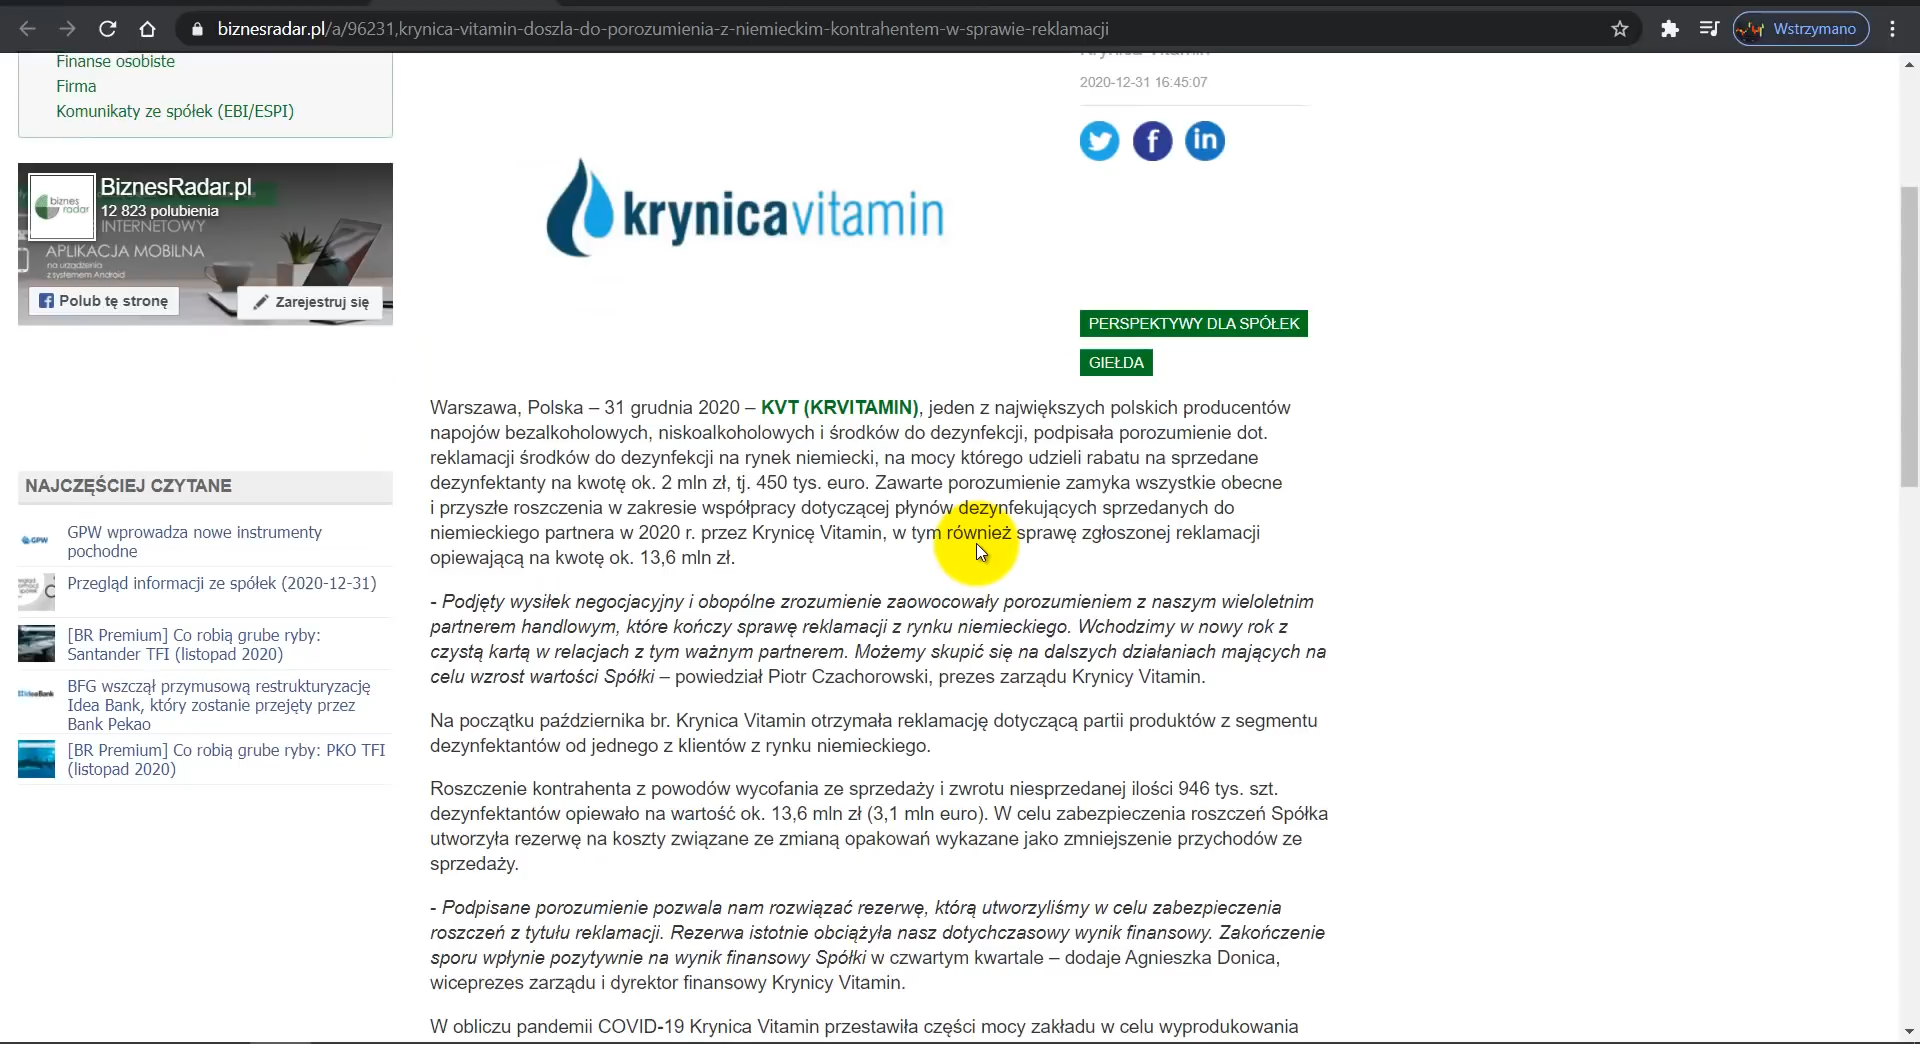 biznesradar.pl/a/96231,krynica-vitamin-doszla-do-porozumienia-z-niemieckim-kontrahentem-w-sprawie-reklamacji
Wstrzymano
Finanse osobiste
Firma
Komunikaty ze spółek (EBI/ESPI)
biznes
radar
BiznesRadar.pl
12 823 polubienia
INTERNETOWY
APLIKACJA MOBILNA
na urządzenia
z systemem Android
Polub tę stronę
Zarejestruj się
NAJCZĘŚCIEJ CZYTANE
GPW
GPW wprowadza nowe instrumenty
pochodne
Przegląd informacji ze spółek (2020-12-31)
[BR Premium] Co robią grube ryby:
Santander TFI (listopad 2020)
IdeaBank
BFG wszczął przymusową restrukturyzację
Idea Bank, który zostanie przejęty przez
Bank Pekao
[BR Premium] Co robią grube ryby: PKO TFI
(listopad 2020)
krynicavitamin
2020-12-31 16:45:07
PERSPEKTYWY DLA SPÓŁEK
GIEŁDA
Warszawa, Polska – 31 grudnia 2020 – KVT (KRVITAMIN), jeden z największych polskich producentów
napojów bezalkoholowych, niskoalkoholowych i środków do dezynfekcji, podpisała porozumienie dot.
reklamacji środków do dezynfekcji na rynek niemiecki, na mocy którego udzieli rabatu na sprzedane
dezynfektanty na kwotę ok. 2 mln zł, tj. 450 tys. euro. Zawarte porozumienie zamyka wszystkie obecne
i przyszłe roszczenia w zakresie współpracy dotyczącej płynów dezynfekujących sprzedanych do
niemieckiego partnera w 2020 r. przez Krynicę Vitamin, w tym również sprawę zgłoszonej reklamacji
opiewającą na kwotę ok. 13,6 mln zł.
- Podjęty wysiłek negocjacyjny i obopólne zrozumienie zaowocowały porozumieniem z naszym wieloletnim
partnerem handlowym, które kończy sprawę reklamacji z rynku niemieckiego. Wchodzimy w nowy rok z
czystą kartą w relacjach z tym ważnym partnerem. Możemy skupić się na dalszych działaniach mających na
celu wzrost wartości Spółki – powiedział Piotr Czachorowski, prezes zarządu Krynicy Vitamin.
Na początku października br. Krynica Vitamin otrzymała reklamację dotyczącą partii produktów z segmentu
dezynfektantów od jednego z klientów z rynku niemieckiego.
Roszczenie kontrahenta z powodów wycofania ze sprzedaży i zwrotu niesprzedanej ilości 946 tys. szt.
dezynfektantów opiewało na wartość ok. 13,6 mln zł (3,1 mln euro). W celu zabezpieczenia roszczeń Spółka
utworzyła rezerwę na koszty związane ze zmianą opakowań wykazane jako zmniejszenie przychodów ze
sprzedaży.
- Podpisane porozumienie pozwala nam rozwiązać rezerwę, którą utworzyliśmy w celu zabezpieczenia
roszczeń z tytułu reklamacji. Rezerwa istotnie obciążyła nasz dotychczasowy wynik finansowy. Zakończenie
sporu wpłynie pozytywnie na wynik finansowy Spółki w czwartym kwartale – dodaje Agnieszka Donica,
wiceprezes zarządu i dyrektor finansowy Krynicy Vitamin.
W obliczu pandemii COVID-19 Krynica Vitamin przestawiła części mocy zakładu w celu wyprodukowania